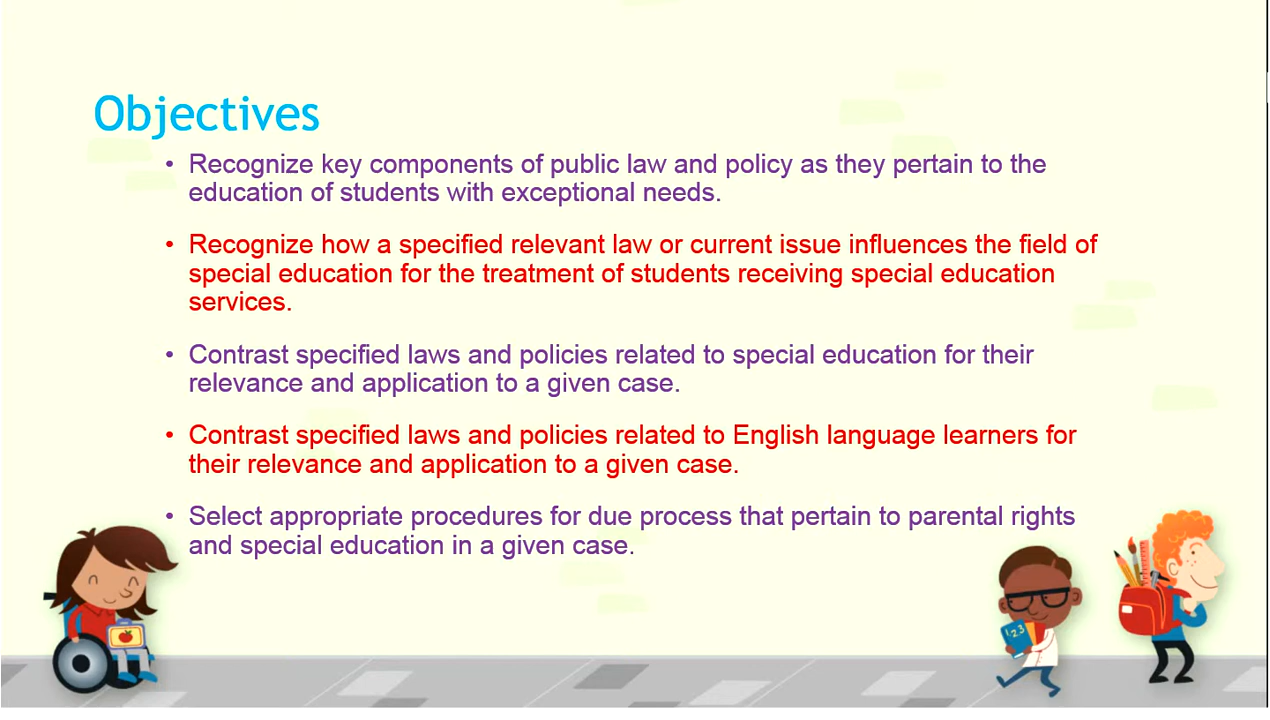 Objectives
• Recognize key components of public law and policy as they pertain to the
education of students with exceptional needs.
• Recognize how a specified relevant law or current issue influences the field of
special education for the treatment of students receiving special education
services.
• Contrast specified laws and policies related to special education for their
relevance and application to a given case.
• Contrast specified laws and policies related to English language learners for
their relevance and application to a given case.
• Select appropriate procedures for due process that pertain to parental rights
and special education in a given case.
1 2 3